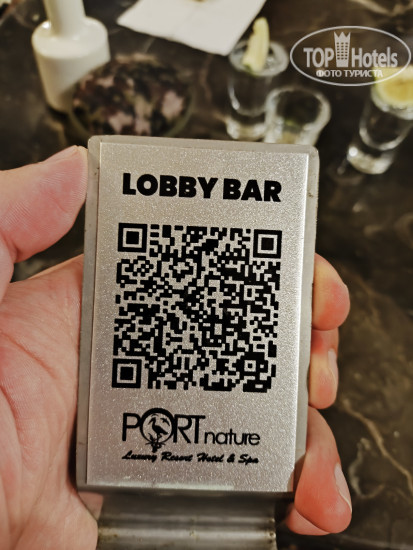 TOP Hotels
ФОТО ТУРИСТА
LOBBY BAR
PORT nature
Luxury Resort Hotel & Spa